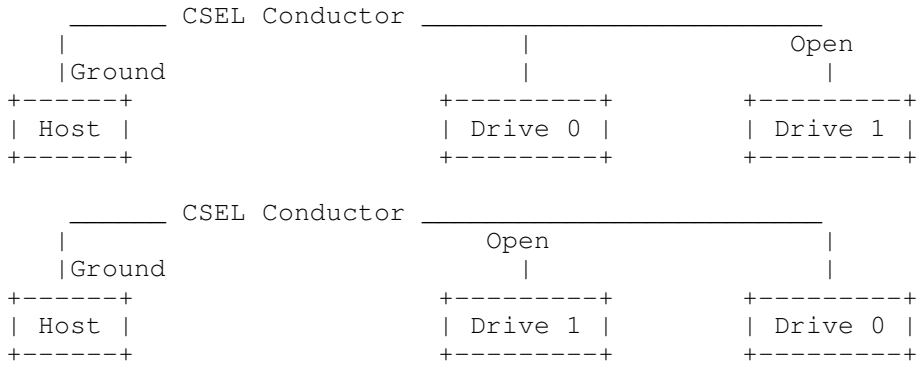 CSEL Conductor
Open
Ground
Host Drive 0 Drive 1
CSEL Conductor
Open
Ground
Host Drive 1 Drive 0